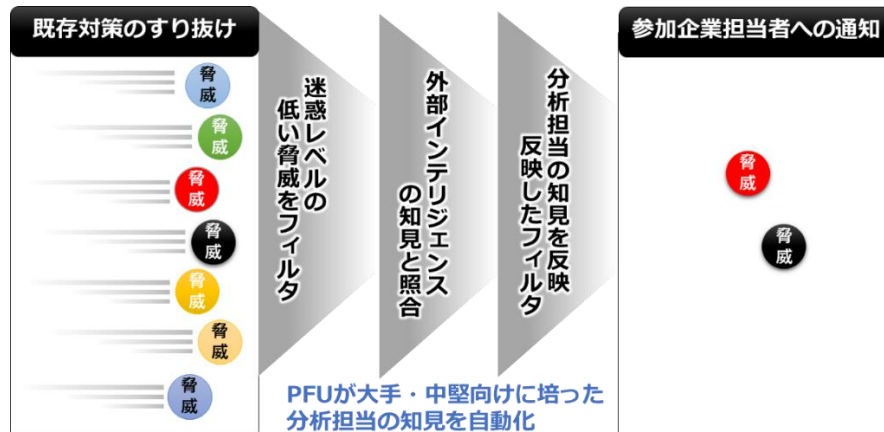 既存対策のすり抜け
脅
威
脅
威
脅
威
脅
威
脅
威
脅
威
脅
威
迷惑レベルの
低い脅威をフィルタ
外部インテリジェンス
の知見と照合
分析担当の知見を反映
反映したフィルタ
PFUが大手・中堅向けに培った
分析担当の知見を自動化
参加企業担当者への通知
脅
威
脅
威